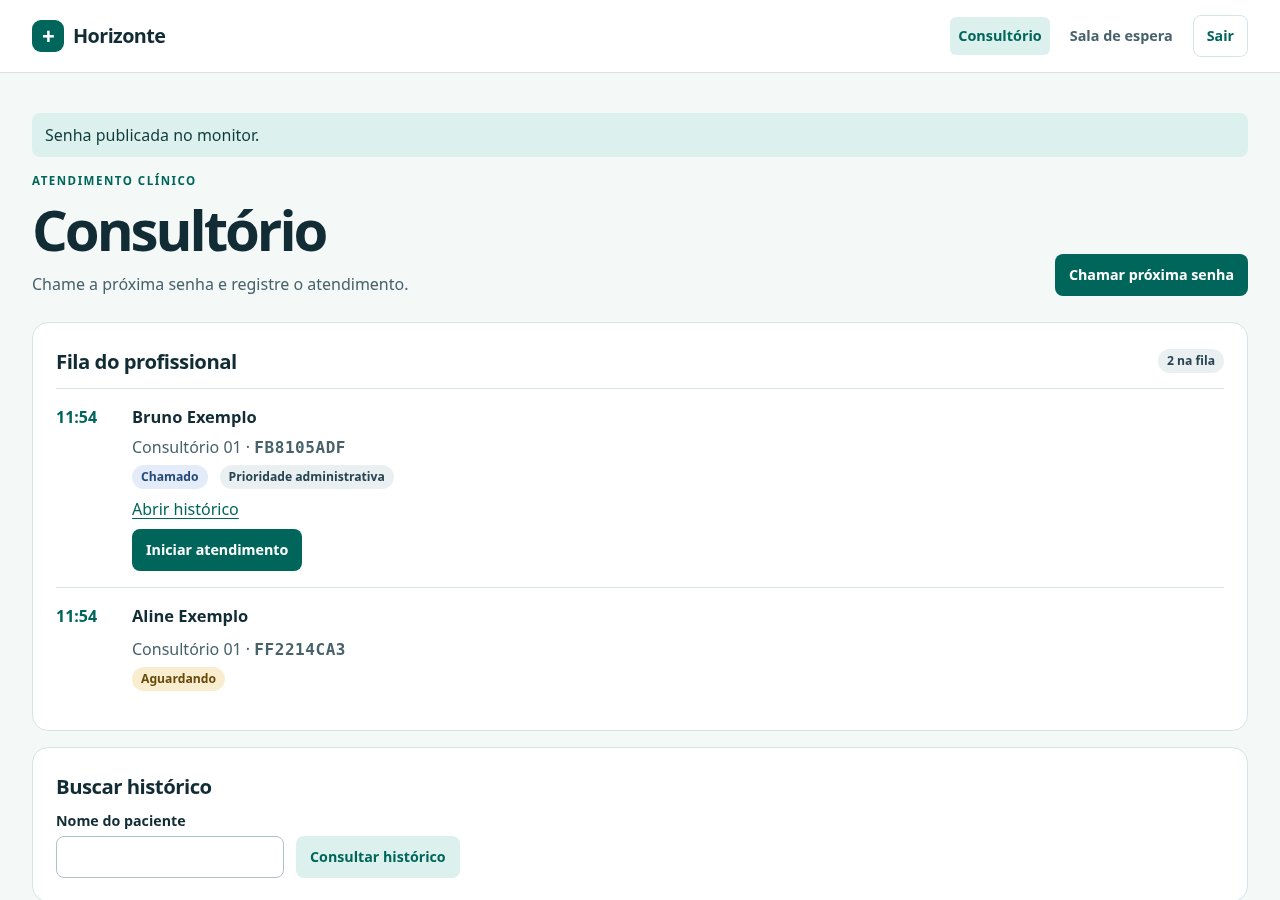 + Horizonte
Consultório
Sala de espera
Sair
Senha publicada no monitor.
ATENDIMENTO CLÍNICO
Consultório
Chame a próxima senha e registre o atendimento.
Chamar próxima senha
Fila do profissional
2 na fila
11:54
Bruno Exemplo
Consultório 01 · FB8105ADF
Chamado
Prioridade administrativa
Abrir histórico
Iniciar atendimento
11:54
Aline Exemplo
Consultório 01 · FF2214CA3
Aguardando
Buscar histórico
Nome do paciente
Consultar histórico